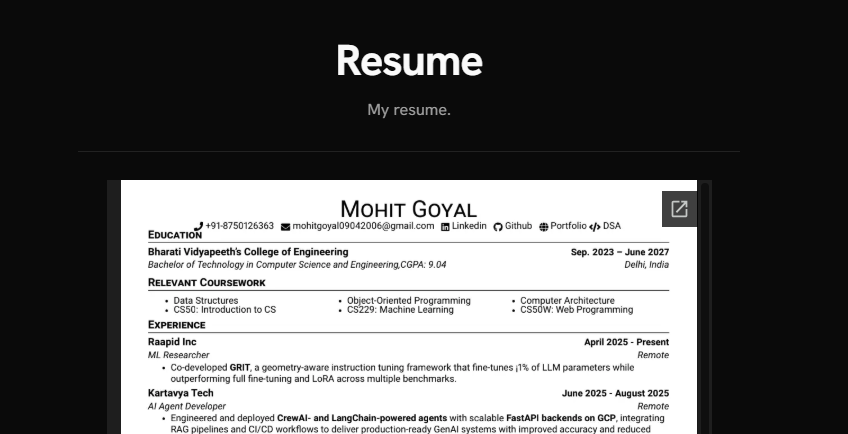 Resume
My resume.
MOHIT GOYAL
+91-8750126363 mohitgoyal09042006@gmail.com Linkedin Github Portfolio DSA
EDUCATION
Bharati Vidyapeeth's College of Engineering Sep. 2023 – June 2027
Bachelor of Technology in Computer Science and Engineering,CGPA: 9.04 Delhi, India
RELEVANT COURSEWORK
• Data Structures • Object-Oriented Programming • Computer Architecture
• CS50: Introduction to CS • CS229: Machine Learning • CS50W: Web Programming
EXPERIENCE
Raapid Inc April 2025 - Present
ML Researcher Remote
• Co-developed GRIT, a geometry-aware instruction tuning framework that fine-tunes ¡1% of LLM parameters while
outperforming full fine-tuning and LoRA across multiple benchmarks.
Kartavya Tech June 2025 - August 2025
AI Agent Developer Remote
• Engineered and deployed CrewAI- and LangChain-powered agents with scalable FastAPI backends on GCP, integrating
RAG pipelines and CI/CD workflows to deliver production-ready GenAI systems with improved accuracy and reduced